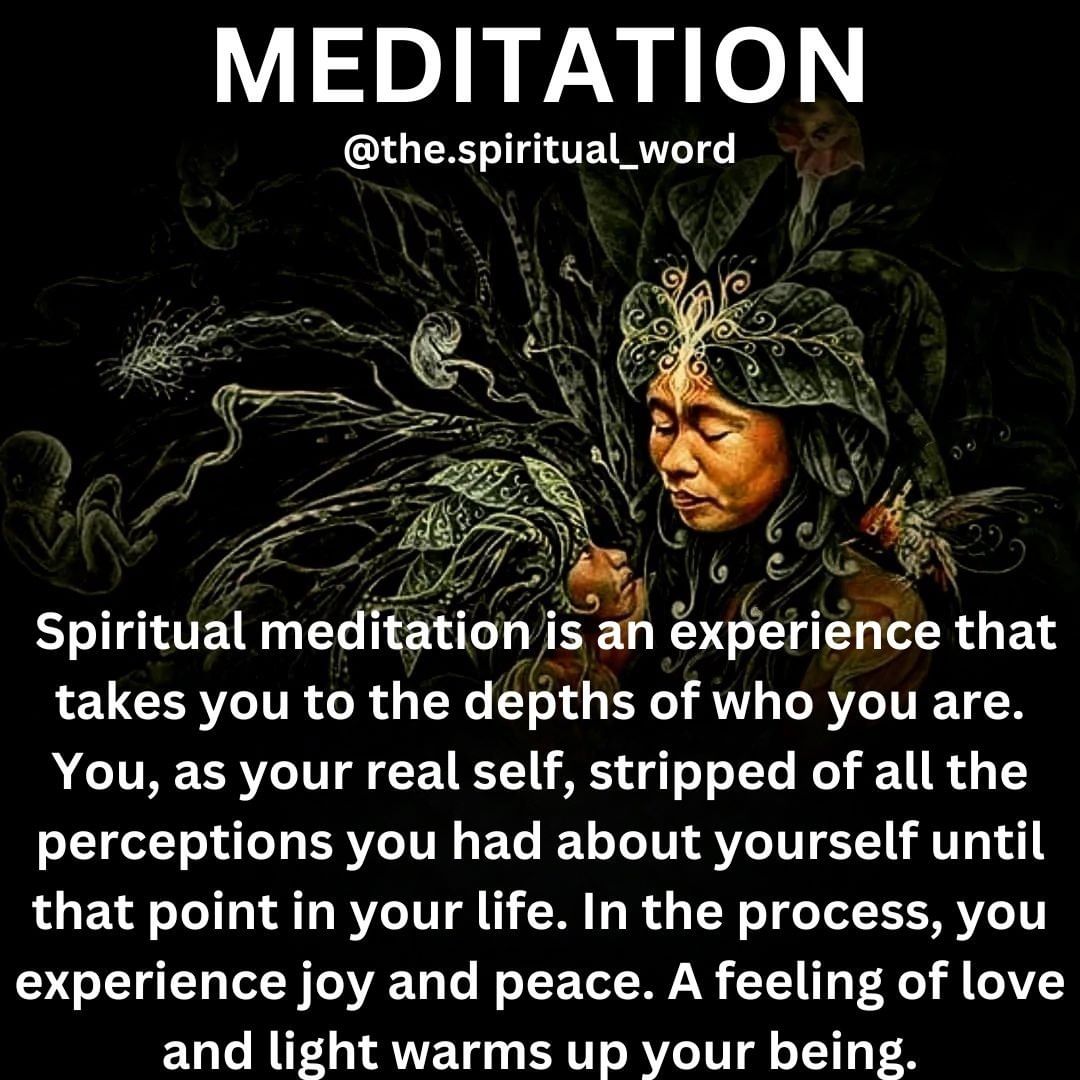 MEDITATION
@the.spiritual_word
Spiritual meditation is an experience that
takes you to the depths of who you are.
You, as your real self, stripped of all the
perceptions you had about yourself until
that point in your life. In the process, you
experience joy and peace. A feeling of love
and light warms up your being.